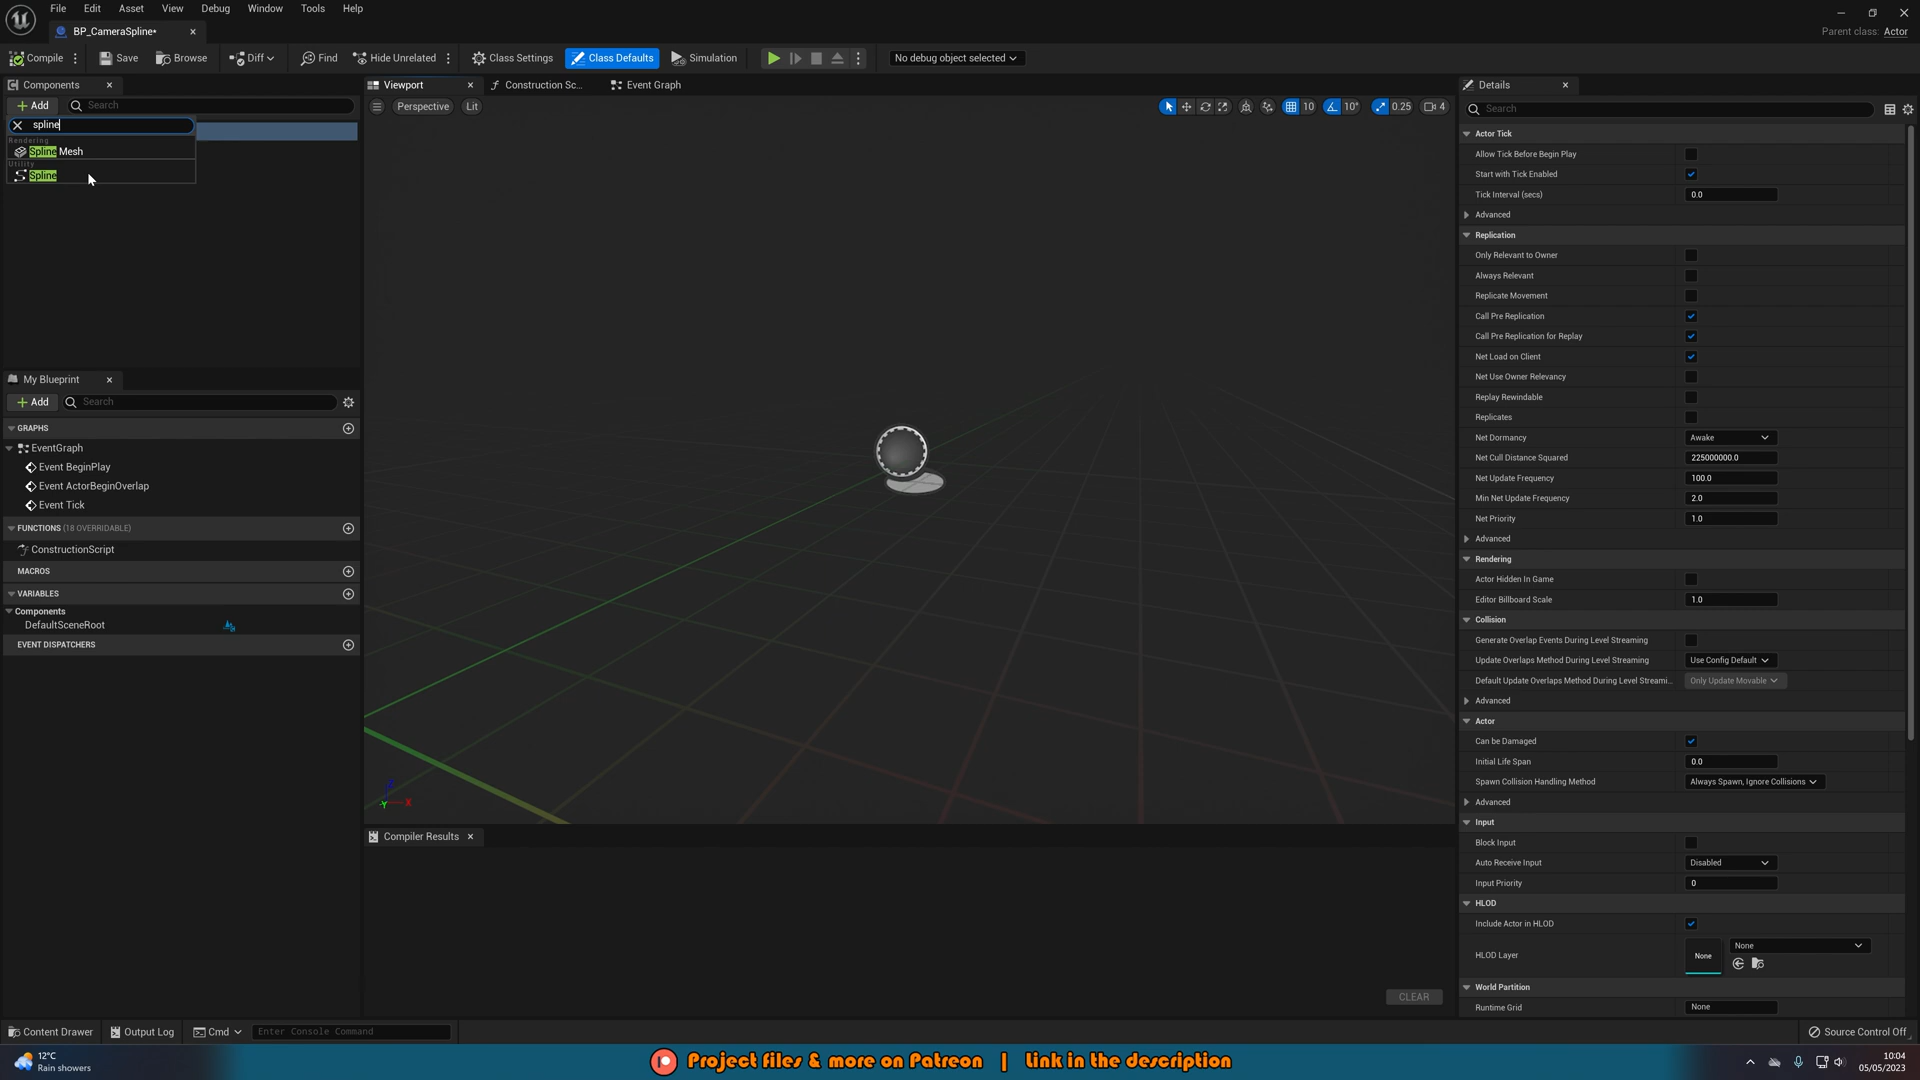 File Edit Asset View Debug Window Tools Help
BP_CameraSpline*
Parent class: Actor
Compile Save Browse Diff Find Hide Unrelated Class Settings Class Defaults Simulation No debug object selected
Components
Viewport Construction Sc... Event Graph
Details
+ Add Search
Perspective Lit
10 10° 0.25 4
Search
spline
Rendering
Spline Mesh
Utility
Spline
Actor Tick
Allow Tick Before Begin Play
Start with Tick Enabled
Tick Interval (secs) 0.0
Advanced
Replication
Only Relevant to Owner
Always Relevant
Replicate Movement
Call Pre Replication
Call Pre Replication for Replay
Net Load on Client
Net Use Owner Relevancy
Replay Rewindable
Replicates
Net Dormancy Awake
Net Cull Distance Squared 225000000.0
Net Update Frequency 100.0
Min Net Update Frequency 2.0
Net Priority 1.0
Advanced
Rendering
Actor Hidden In Game
Editor Billboard Scale 1.0
Collision
Generate Overlap Events During Level Streaming
Update Overlaps Method During Level Streaming Use Config Default
Default Update Overlaps Method During Level Streami... Only Update Movable
Advanced
Actor
Can be Damaged
Initial Life Span 0.0
Spawn Collision Handling Method Always Spawn, Ignore Collisions
Advanced
Input
Block Input
Auto Receive Input Disabled
Input Priority 0
HLOD
Include Actor in HLOD
HLOD Layer None None
World Partition
Runtime Grid None
My Blueprint
+ Add Search
GRAPHS
EventGraph
Event BeginPlay
Event ActorBeginOverlap
Event Tick
FUNCTIONS (18 OVERRIDABLE)
ConstructionScript
MACROS
VARIABLES
Components
DefaultSceneRoot
EVENT DISPATCHERS
Z
Y X
Compiler Results
CLEAR
Content Drawer Output Log Cmd Enter Console Command
Source Control Off
12°C
Rain showers
Project files & more on Patreon | Link in the description
10:04
05/05/2023